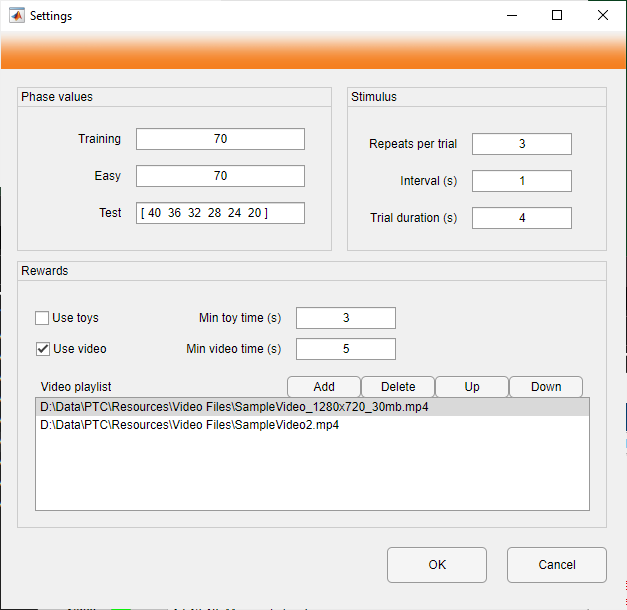 Settings
Phase values
Training 70
Easy 70
Test [ 40 36 32 28 24 20 ]
Stimulus
Repeats per trial 3
Interval (s) 1
Trial duration (s) 4
Rewards
Use toys Min toy time (s) 3
Use video Min video time (s) 5
Video playlist Add Delete Up Down
D:\Data\PTC\Resources\Video Files\SampleVideo_1280x720_30mb.mp4
D:\Data\PTC\Resources\Video Files\SampleVideo2.mp4
OK Cancel